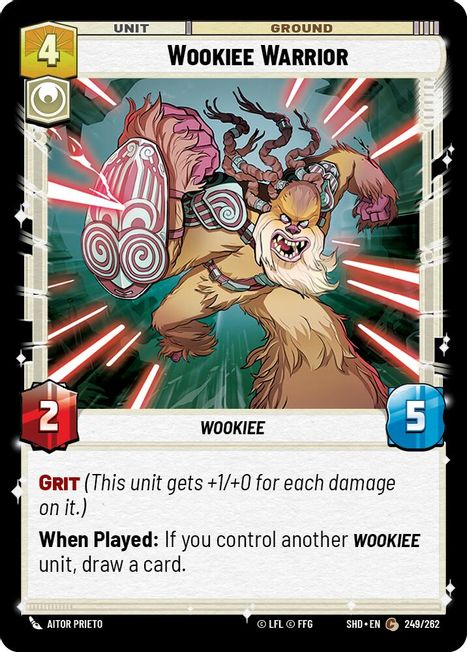 UNIT
GROUND
4
WOOKIEE WARRIOR
2
5
WOOKIEE
GRIT (This unit gets +1/+0 for each damage
on it.)
When Played: If you control another WOOKIEE
unit, draw a card.
AITOR PRIETO
© LFL © FFG
SHD • EN
C
249/262